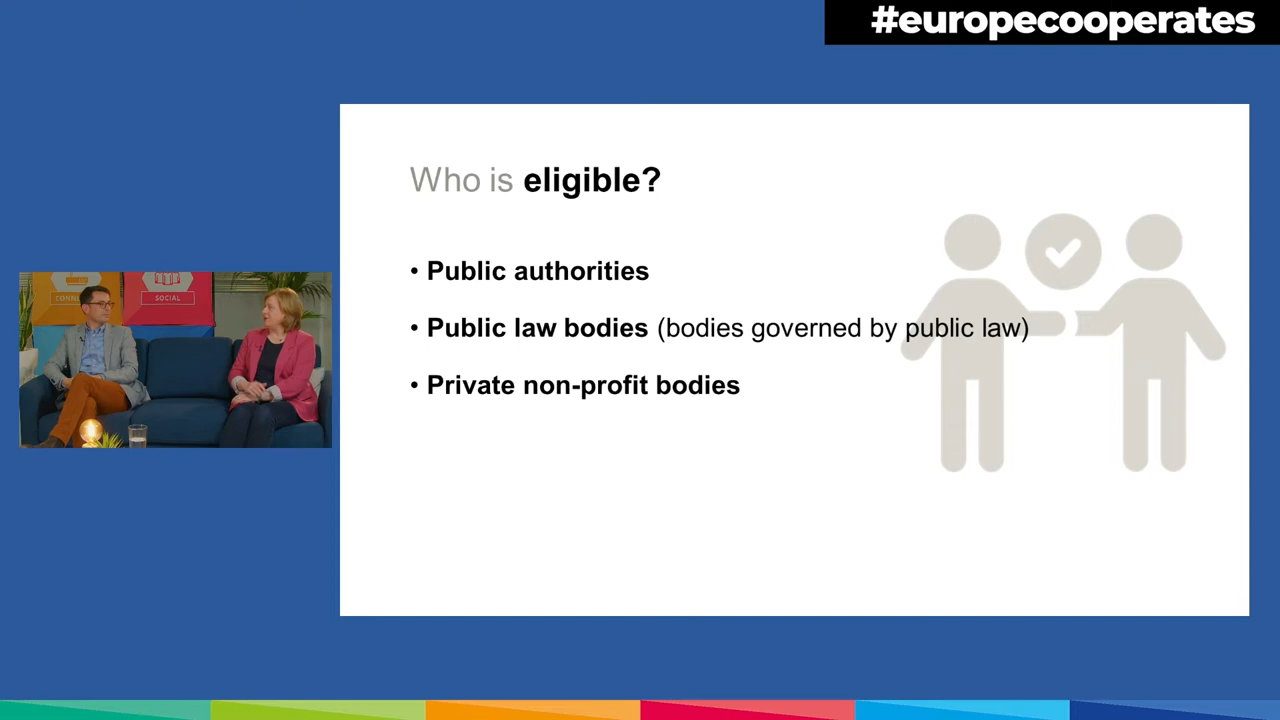 #europecooperates
Who is eligible?
• Public authorities
• Public law bodies (bodies governed by public law)
• Private non-profit bodies
SOCIAL